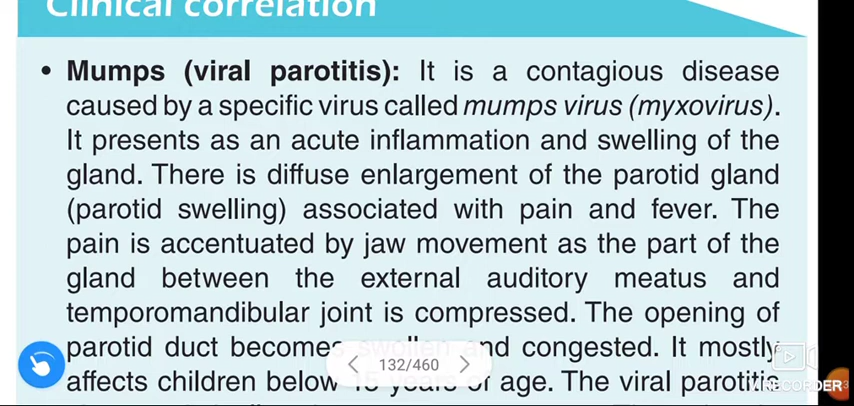 Clinical correlation
• Mumps (viral parotitis): It is a contagious disease
caused by a specific virus called mumps virus (myxovirus).
It presents as an acute inflammation and swelling of the
gland. There is diffuse enlargement of the parotid gland
(parotid swelling) associated with pain and fever. The
pain is accentuated by jaw movement as the part of the
gland between the external auditory meatus and
temporomandibular joint is compressed. The opening of
parotid duct becomes swollen and congested. It mostly
132/460
affects children below 15 years of age. The viral parotitis